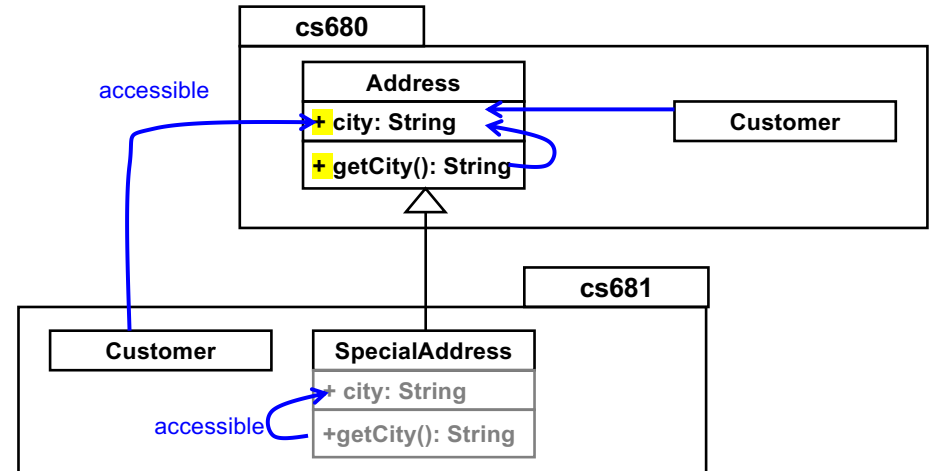 cs680
accessible
Address
+ city: String
Customer
+ getCity(): String
cs681
Customer
SpecialAddress
+ city: String
accessible
+getCity(): String